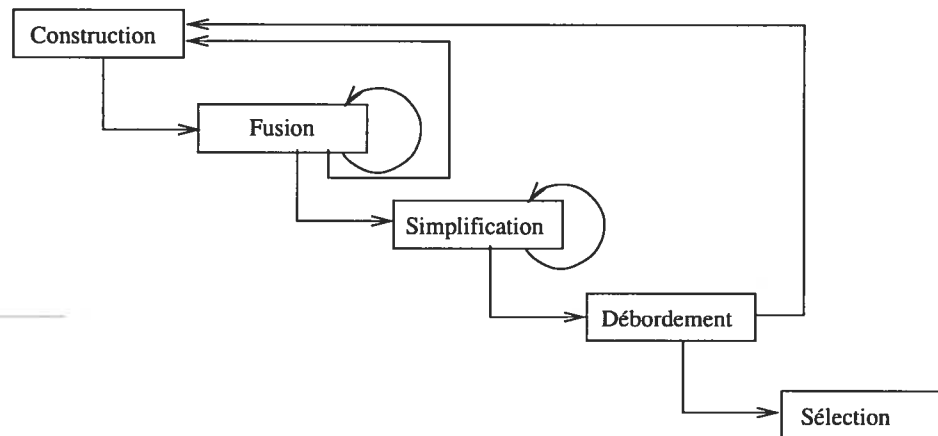 Construction
Fusion
Simplification
Débordement
Sélection